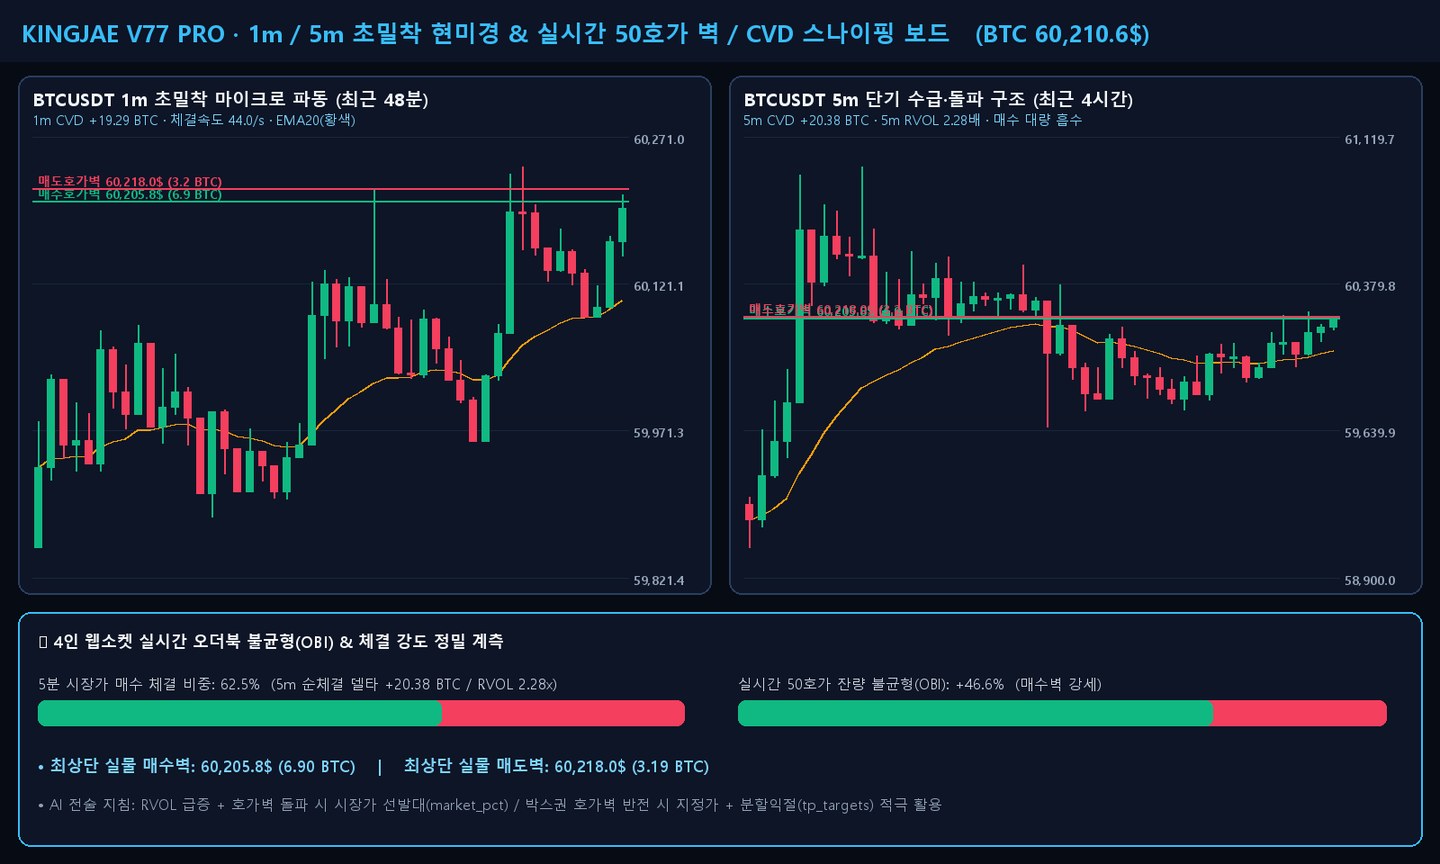 KINGJAE V77 PRO · 1m / 5m 초밀착 현미경 & 실시간 50호가 벽 / CVD 스나이핑 보드 (BTC 60,210.6$)
BTCUSDT 1m 초밀착 마이크로 파동 (최근 48분)
1m CVD +19.29 BTC · 체결속도 44.0/s · EMA20(황색)
60,271.0
매도호가벽 60,218.0$ (3.2 BTC)
매수호가벽 60,205.8$ (6.9 BTC)
60,121.1
59,971.3
59,821.4
BTCUSDT 5m 단기 수급·돌파 구조 (최근 4시간)
5m CVD +20.38 BTC · 5m RVOL 2.28배 · 매수 대량 흡수
61,119.7
60,379.8
59,639.9
58,900.0
4인 웹소켓 실시간 오더북 불균형(OBI) & 체결 강도 정밀 계측
5분 시장가 매수 체결 비중: 62.5% (5m 순체결 델타 +20.38 BTC / RVOL 2.28x)
실시간 50호가 잔량 불균형(OBI): +46.6% (매수벽 강세)
• 최상단 실물 매수벽: 60,205.8$ (6.90 BTC) | 최상단 실물 매도벽: 60,218.0$ (3.19 BTC)
• AI 전술 지침: RVOL 급증 + 호가벽 돌파 시 시장가 선발대(market_pct) / 박스권 호가벽 반전 시 지정가 + 분할익절(tp_targets) 적극 활용